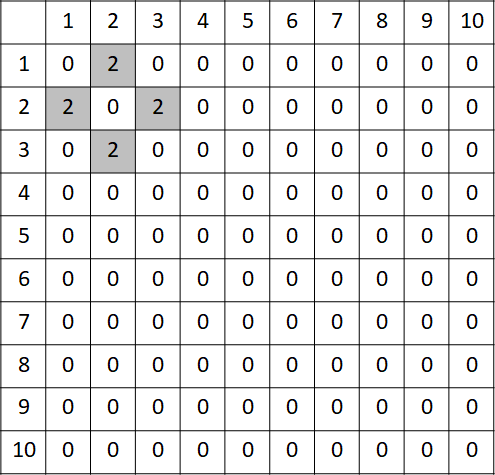 1 2 3 4 5 6 7 8 9 10
1 0 2 0 0 0 0 0 0 0 0
2 2 0 2 0 0 0 0 0 0 0
3 0 2 0 0 0 0 0 0 0 0
4 0 0 0 0 0 0 0 0 0 0
5 0 0 0 0 0 0 0 0 0 0
6 0 0 0 0 0 0 0 0 0 0
7 0 0 0 0 0 0 0 0 0 0
8 0 0 0 0 0 0 0 0 0 0
9 0 0 0 0 0 0 0 0 0 0
10 0 0 0 0 0 0 0 0 0 0